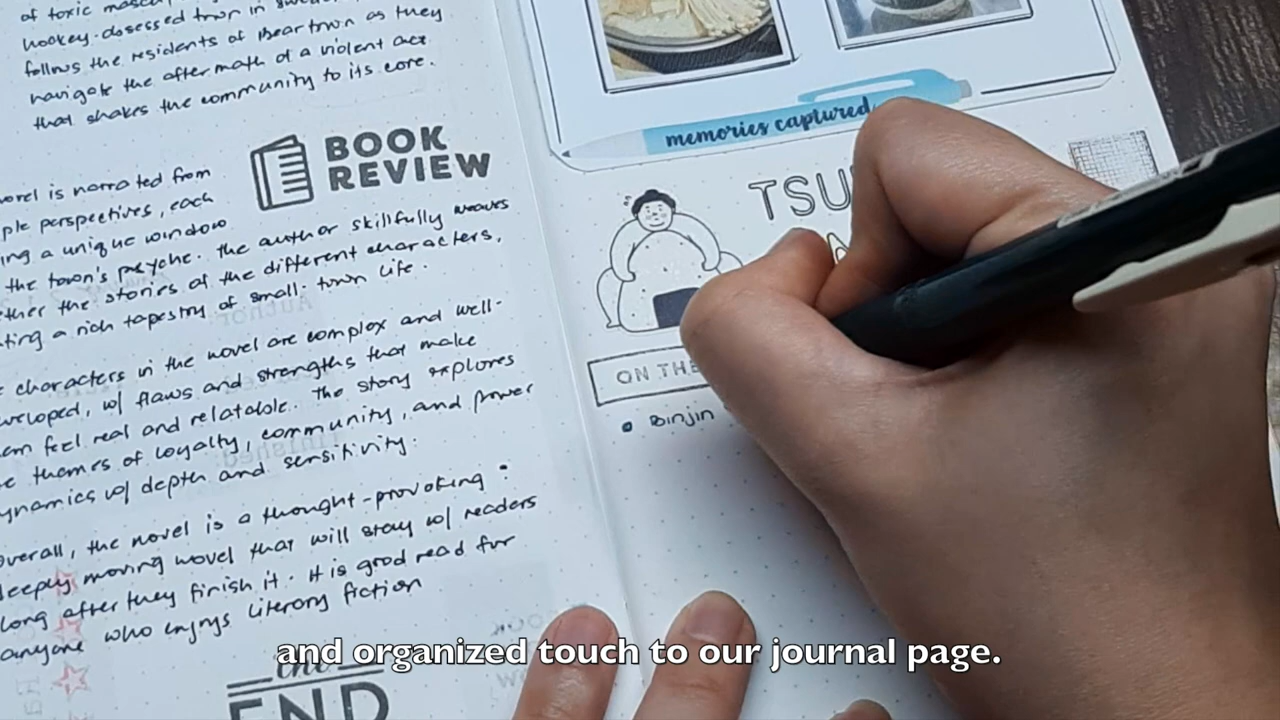 of toxic
hockey-obsessed town in
follows the residents of Beartown as they
navigate the aftermath of a violent act
that shakes the community to its core.
BOOK
REVIEW
novel is narrated from
perspectives, each
a unique window
the town's psyche. The author skillfully weaves
the stories of the different characters,
a rich tapestry of small-town life.
characters in the novel are complex and well-
w/ flaws and strengths that make
feel real and relatable. The story explores
themes of loyalty, community, and power
dynamics w/ depth and sensitivity.
Overall, the novel is a thought-provoking :
deeply moving novel that will stay w/ readers
long after they finish it. It is good read for
anyone who enjoys literary fiction
the
END
memories captured
TSU
ON THE
• Binjin
and organized touch to our journal page.